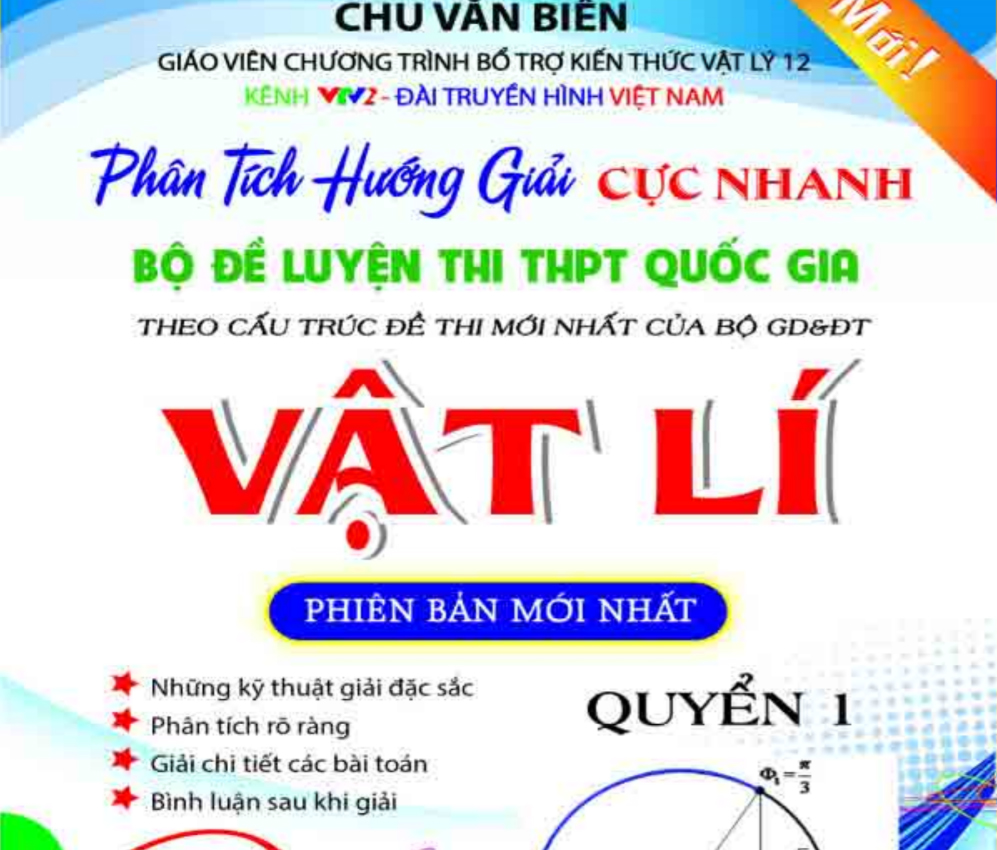 CHU VĂN BIÊN
Mới!
GIÁO VIÊN CHƯƠNG TRÌNH BỔ TRỢ KIẾN THỨC VẬT LÝ 12
KÊNH VTV2 - ĐÀI TRUYỀN HÌNH VIỆT NAM
Phân Tích Hướng Giải CỰC NHANH
BỘ ĐỀ LUYỆN THI THPT QUỐC GIA
THEO CẤU TRÚC ĐỀ THI MỚI NHẤT CỦA BỘ GD&ĐT
VẬT LÍ
PHIÊN BẢN MỚI NHẤT
Những kỹ thuật giải đặc sắc
Phân tích rõ ràng
Giải chi tiết các bài toán
Bình luận sau khi giải
QUYỂN 1
Φ₁ = π/3